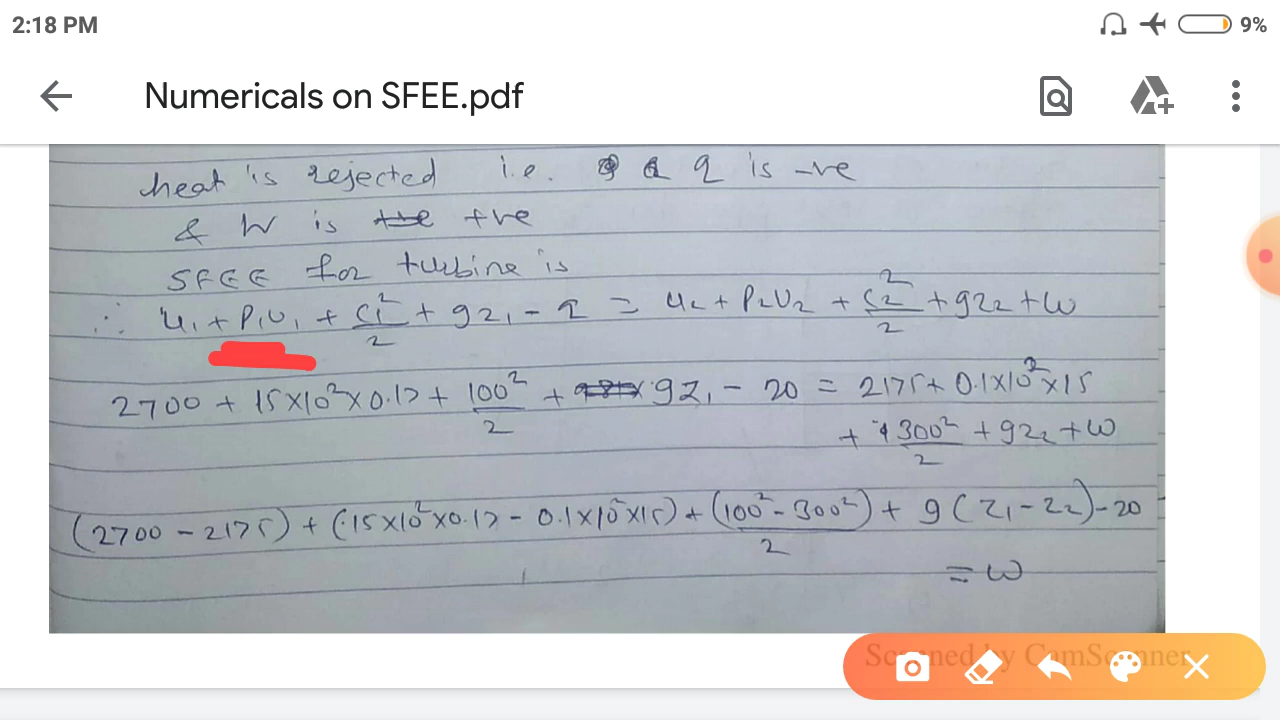 2:18 PM
9%
Numericals on SFEE.pdf
heat is rejected i.e. q is -ve
& W is +ve
SFEE for turbine is
∴ u₁ + P₁v₁ + C₁²/2 + gz₁ - q = u₂ + P₂v₂ + C₂²/2 + gz₂ + w
2700 + 15×10²×0.17 + 100²/2 + gz₁ - 20 = 2175 + 0.1×10²×15
+ 300²/2 + gz₂ + w
(2700 - 2175) + (15×10²×0.17 - 0.1×10²×15) + (100² - 300²)/2 + g(z₁ - z₂) - 20
= w
Scanned by CamScanner